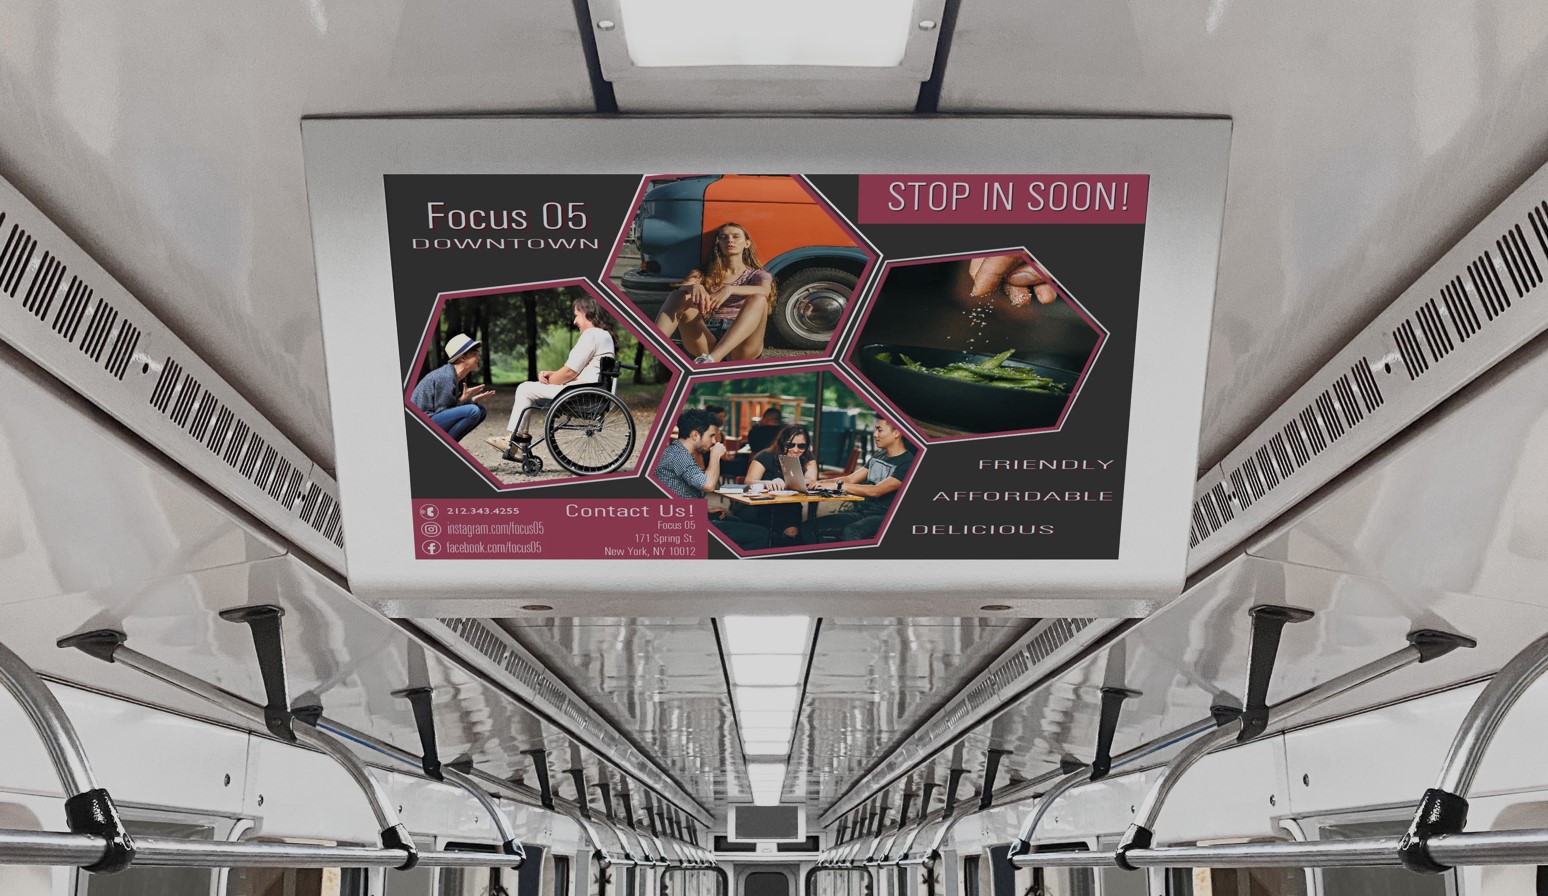 Focus 05
DOWNTOWN
STOP IN SOON!
FRIENDLY
AFFORDABLE
DELICIOUS
212.343.4255
instagram.com/focus05
facebook.com/focus05
Contact Us!
Focus 05
171 Spring St.
New York, NY 10012